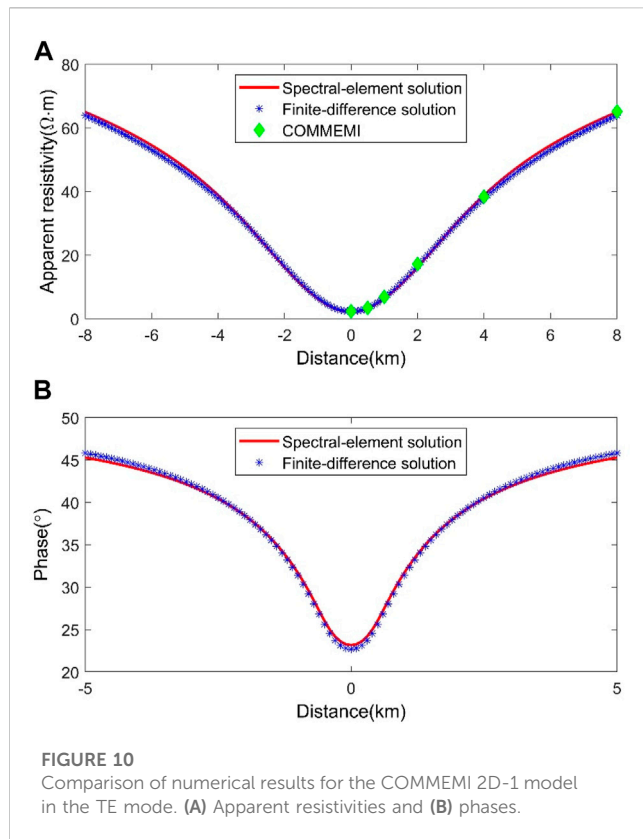 A
80
60
40
20
0
Apparent resistivity(Ω·m)
Spectral-element solution
Finite-difference solution
COMMEMI
-8 -6 -4 -2 0 2 4 6 8
Distance(km)
B
50
45
40
35
30
25
20
Phase(°)
Spectral-element solution
Finite-difference solution
-5 0 5
Distance(km)
FIGURE 10
Comparison of numerical results for the COMMEMI 2D-1 model
in the TE mode. (A) Apparent resistivities and (B) phases.